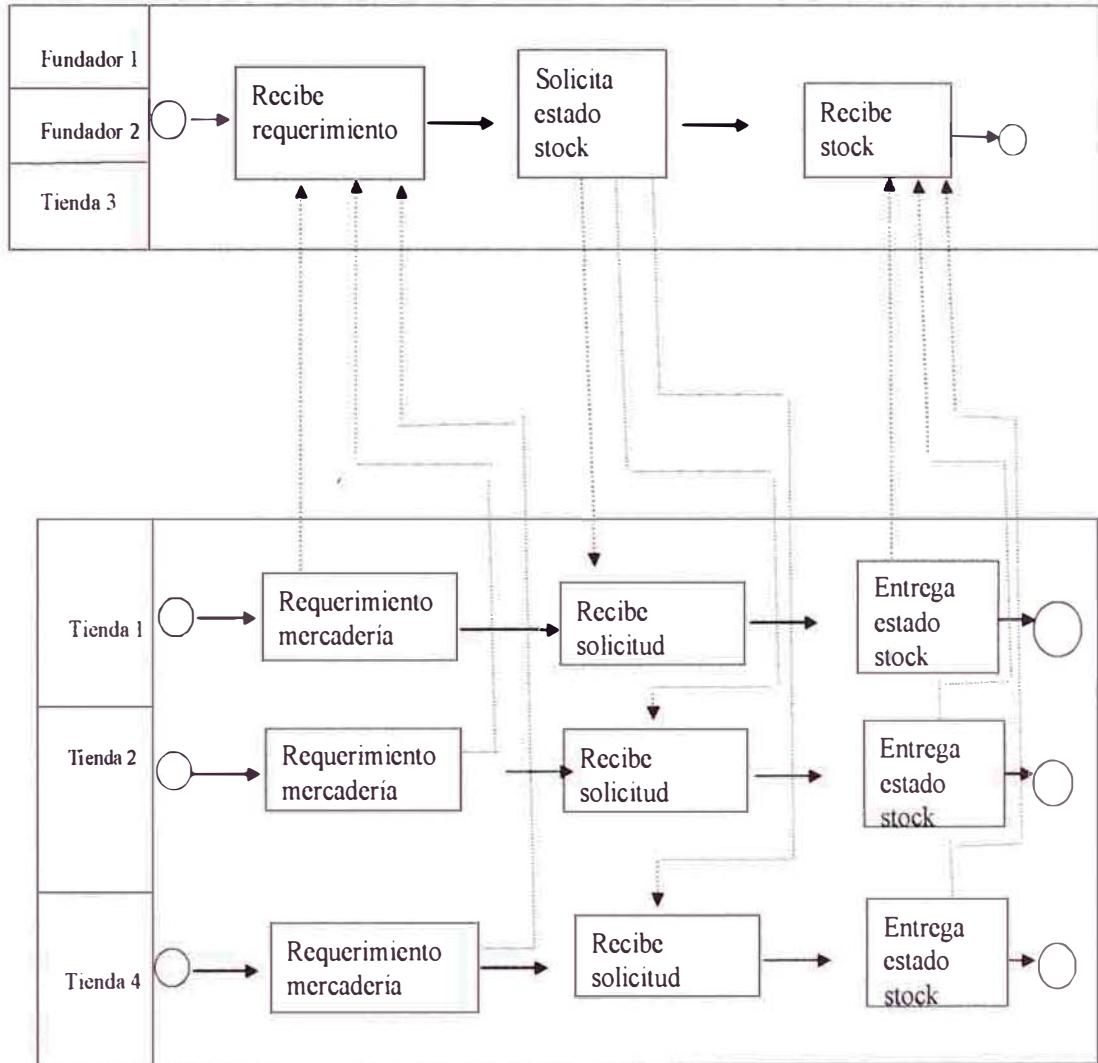 Fundador 1
Fundador 2
Tienda 3
Recibe
requerimiento
Solicita
estado
stock
Recibe
stock
Tienda 1
Requerimiento
mercadería
Recibe
solicitud
Entrega
estado
stock
Tienda 2
Requerimiento
mercadería
Recibe
solicitud
Entrega
estado
stock
Tienda 4
Requerimiento
mercadería
Recibe
solicitud
Entrega
estado
stock